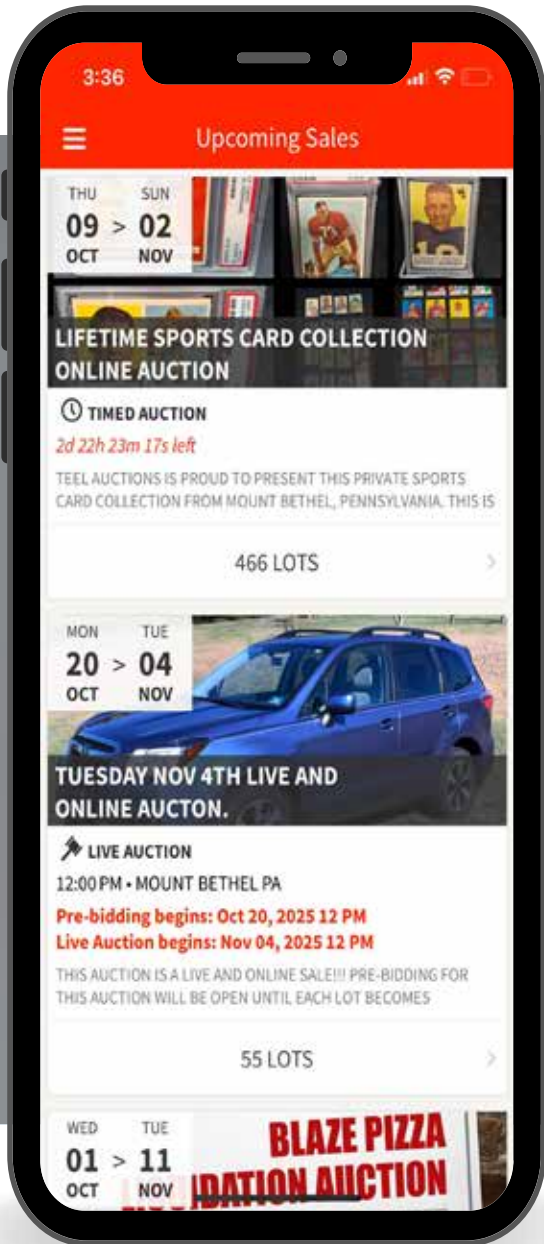 3:36
Upcoming Sales
THU SUN
09 > 02
OCT NOV
LIFETIME SPORTS CARD COLLECTION
ONLINE AUCTION
TIMED AUCTION
2d 22h 23m 17s left
TEEL AUCTIONS IS PROUD TO PRESENT THIS PRIVATE SPORTS
CARD COLLECTION FROM MOUNT BETHEL, PENNSYLVANIA. THIS IS
466 LOTS
MON TUE
20 > 04
OCT NOV
TUESDAY NOV 4TH LIVE AND
ONLINE AUCTON.
LIVE AUCTION
12:00 PM • MOUNT BETHEL PA
Pre-bidding begins: Oct 20, 2025 12 PM
Live Auction begins: Nov 04, 2025 12 PM
THIS AUCTION IS A LIVE AND ONLINE SALE!!! PRE-BIDDING FOR
THIS AUCTION WILL BE OPEN UNTIL EACH LOT BECOMES
55 LOTS
WED TUE
01 > 11
OCT NOV
BLAZE PIZZA
AUCTION